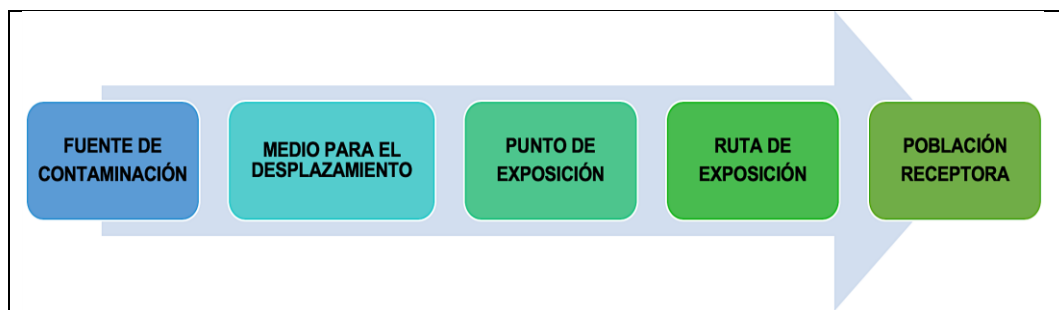 FUENTE DE
CONTAMINACIÓN
MEDIO PARA EL
DESPLAZAMIENTO
PUNTO DE
EXPOSICIÓN
RUTA DE
EXPOSICIÓN
POBLACIÓN
RECEPTORA